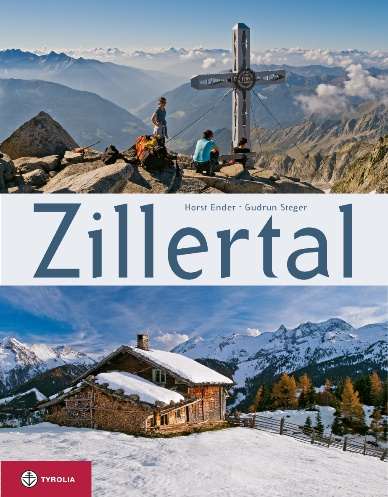 Horst Ender · Gudrun Steger
Zillertal
TYROLIA